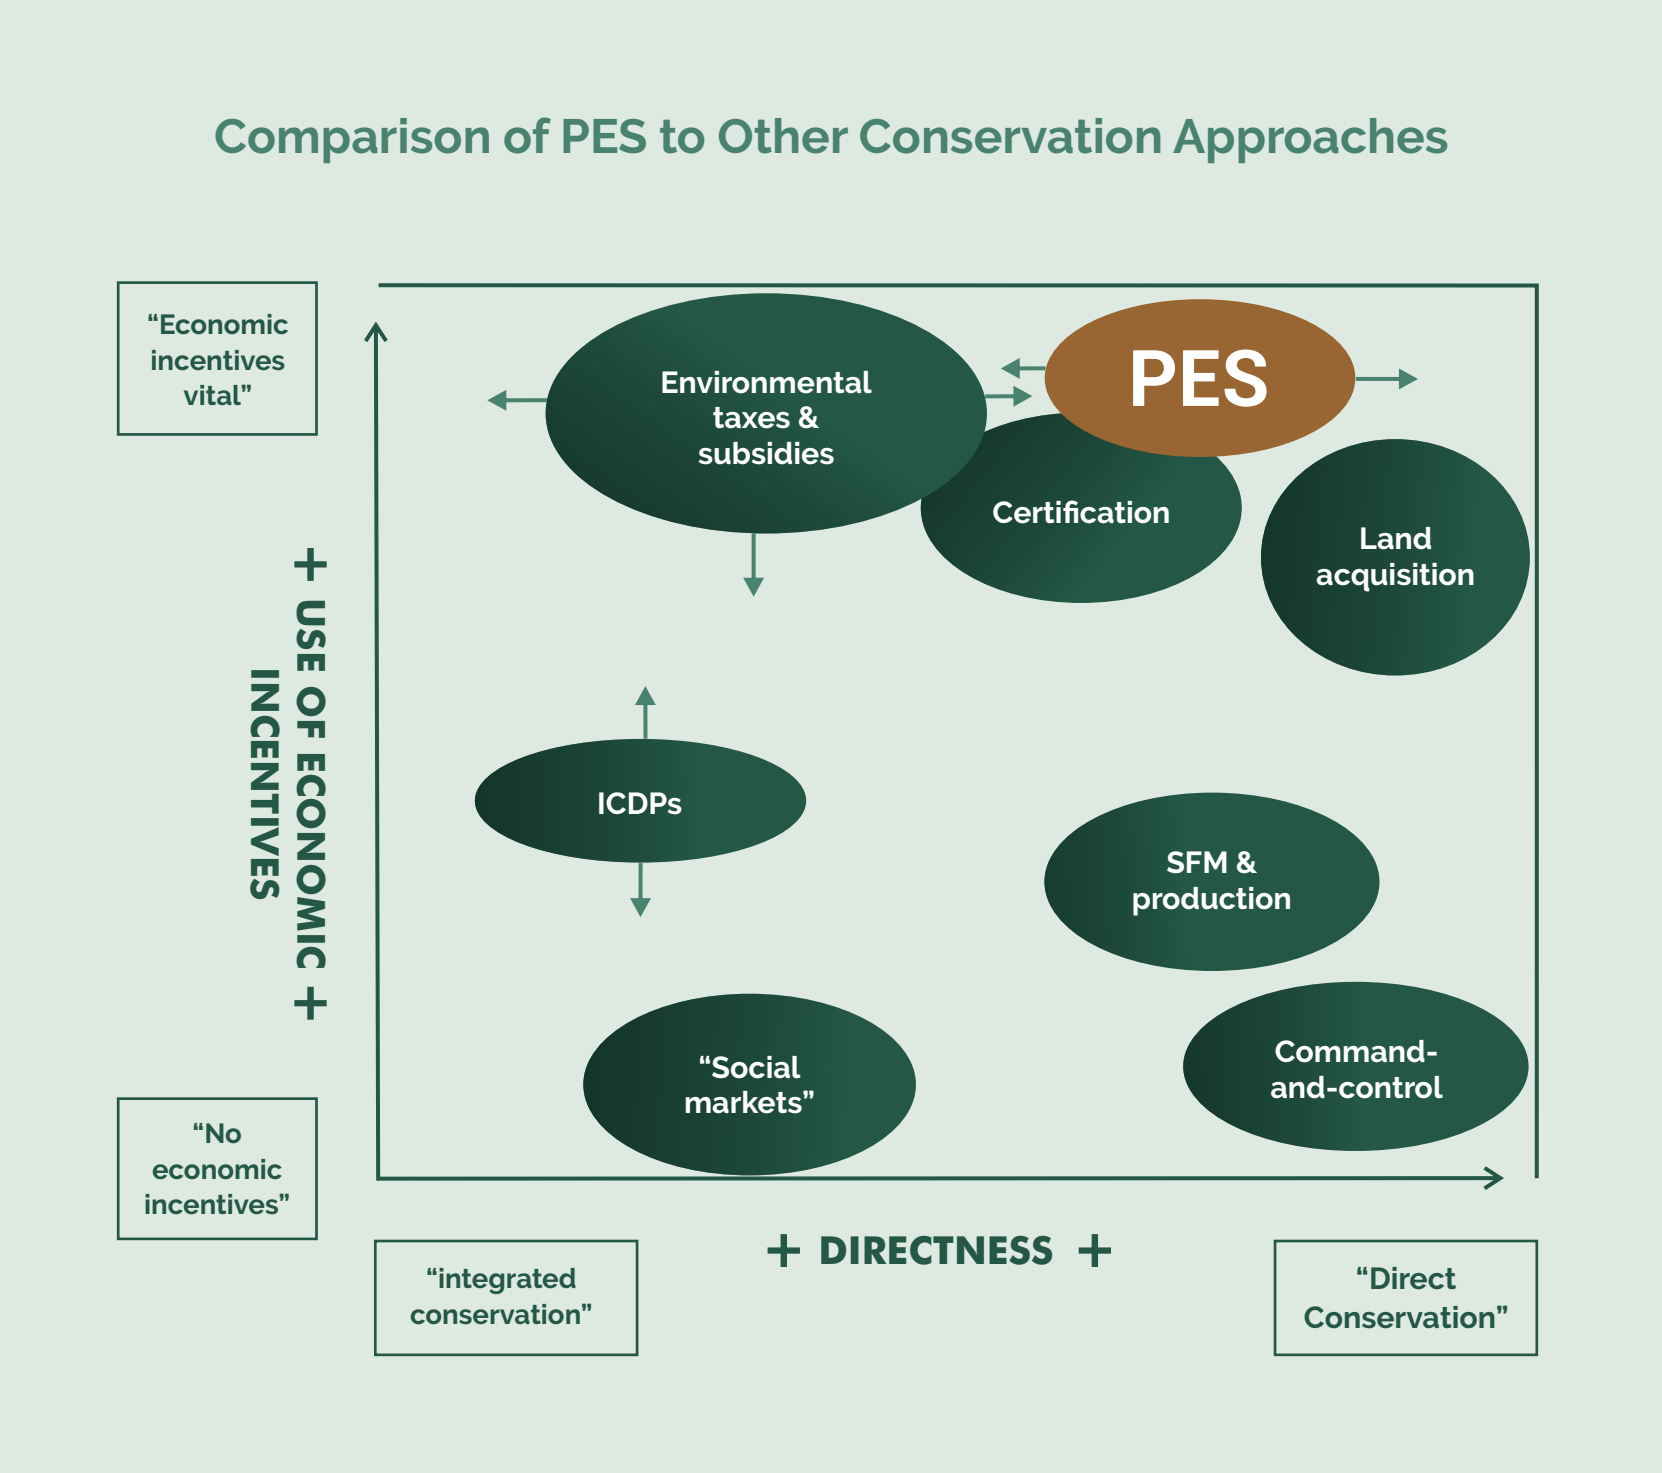 Comparison of PES to Other Conservation Approaches
“Economic
incentives
vital”
Environmental
taxes &
subsidies
PES
Certification
Land
acquisition
+ USE OF ECONOMIC +
INCENTIVES
ICDPs
SFM &
production
“Social
markets”
Command-
and-control
“No
economic
incentives”
+ DIRECTNESS +
“integrated
conservation”
“Direct
Conservation”